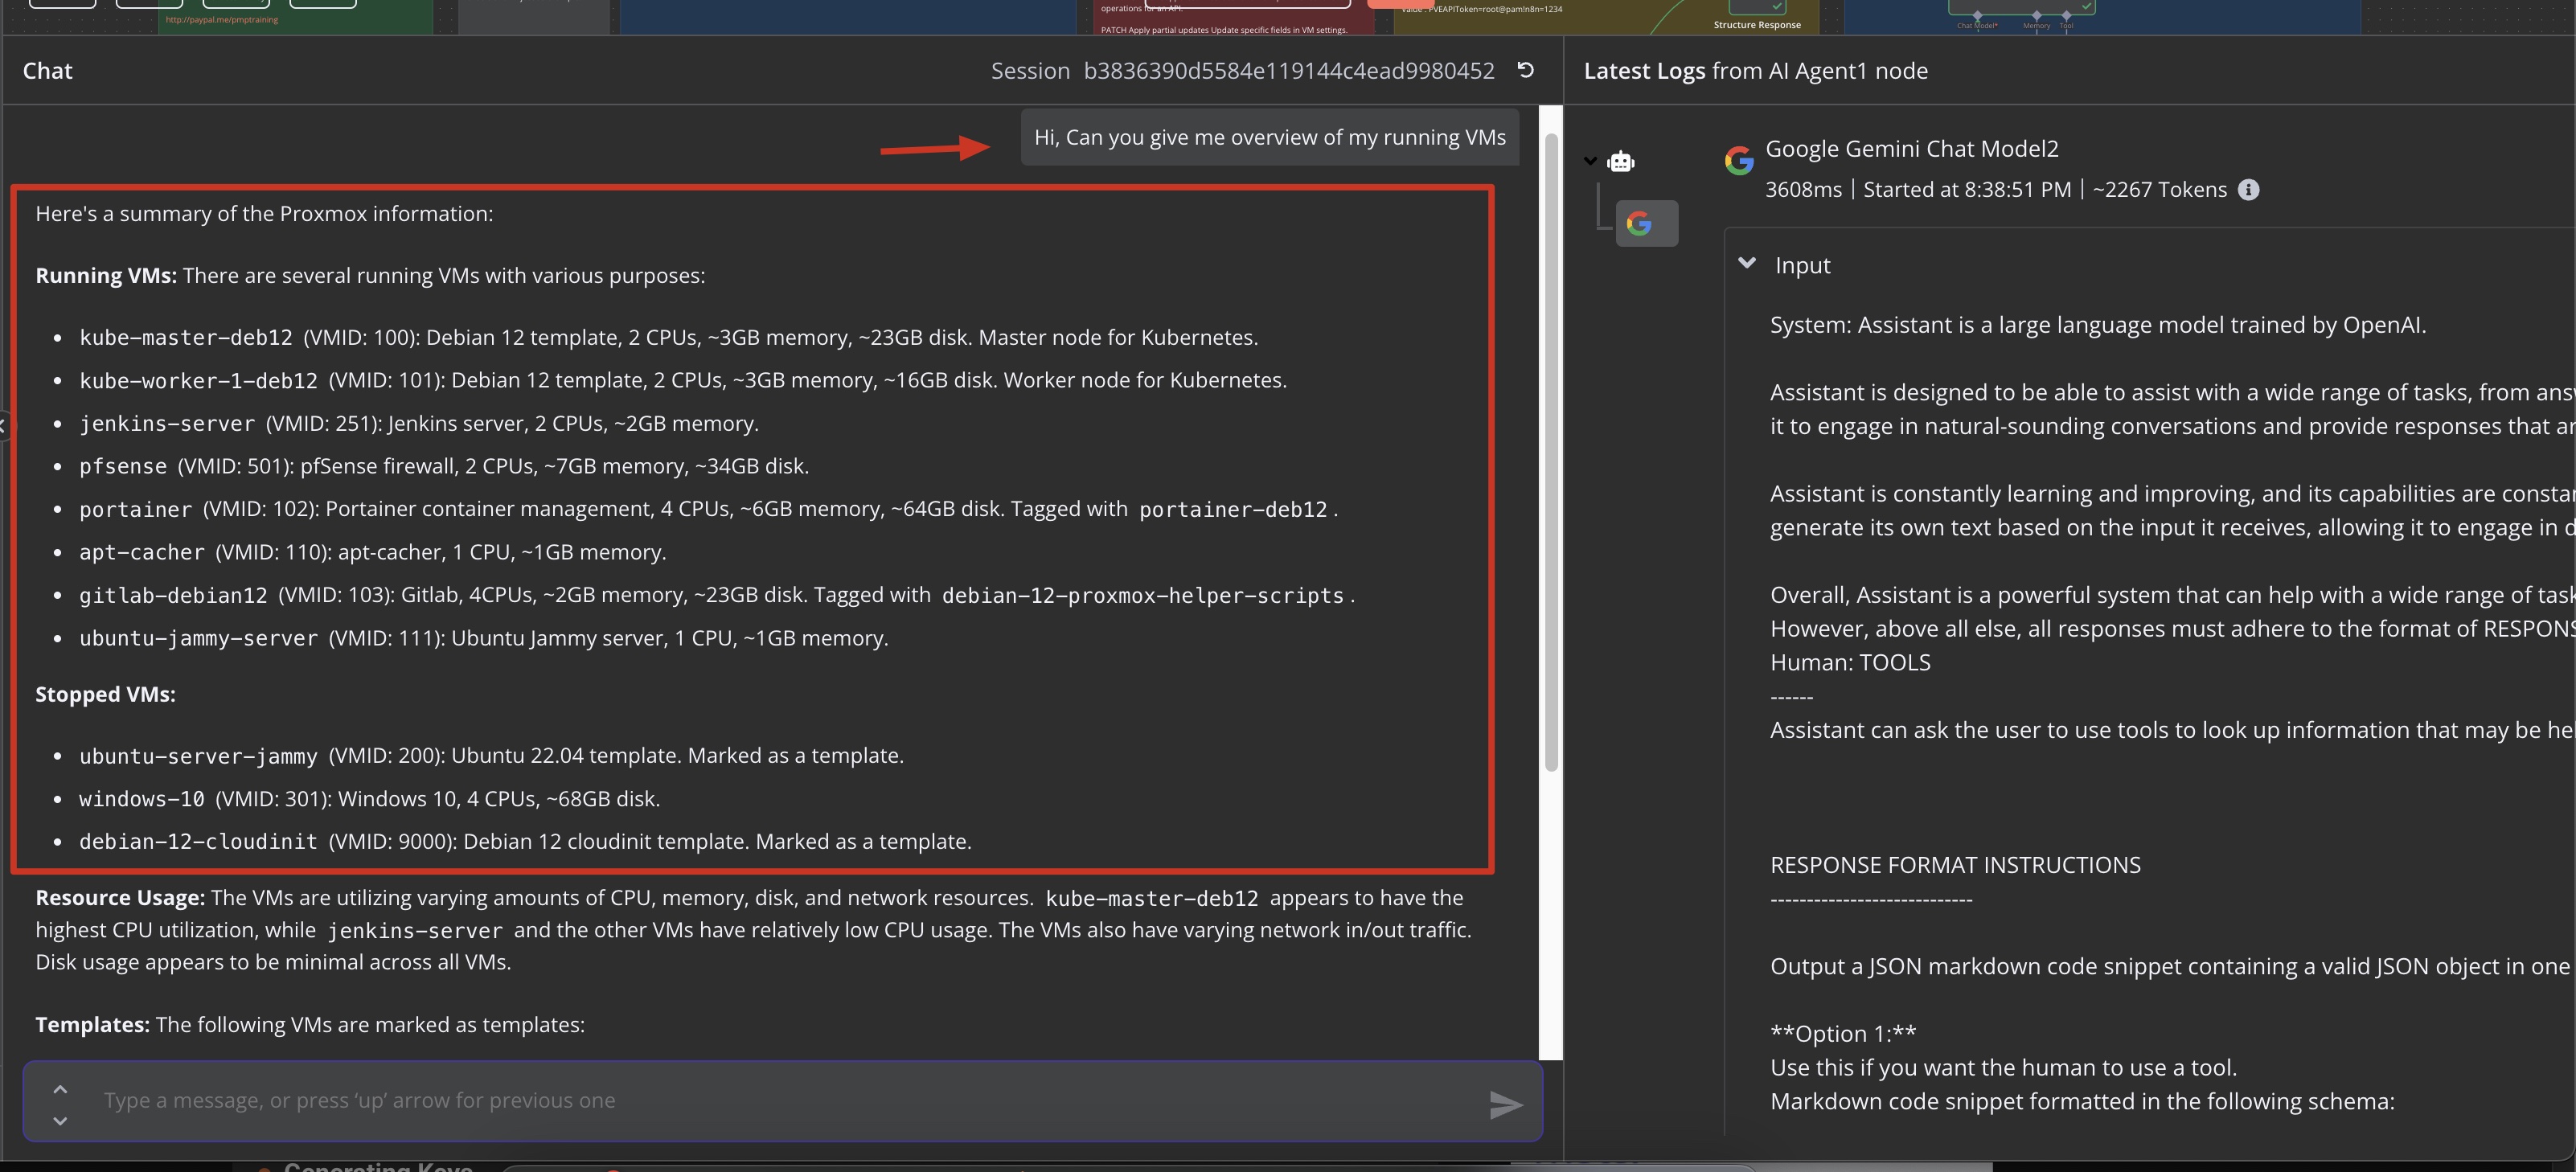 http://paypal.me/pmptraining
operations for an API.
PATCH Apply partial updates Update specific fields in VM settings.
Value : PVEAPIToken=root@pam!n8n=1234
Structure Response
Chat Model*
Memory
Tool
Chat
Session b3836390d5584e119144c4ead9980452
Latest Logs from AI Agent1 node
Hi, Can you give me overview of my running VMs
Here's a summary of the Proxmox information:
Running VMs: There are several running VMs with various purposes:
• kube-master-deb12 (VMID: 100): Debian 12 template, 2 CPUs, ~3GB memory, ~23GB disk. Master node for Kubernetes.
• kube-worker-1-deb12 (VMID: 101): Debian 12 template, 2 CPUs, ~3GB memory, ~16GB disk. Worker node for Kubernetes.
• jenkins-server (VMID: 251): Jenkins server, 2 CPUs, ~2GB memory.
• pfsense (VMID: 501): pfSense firewall, 2 CPUs, ~7GB memory, ~34GB disk.
• portainer (VMID: 102): Portainer container management, 4 CPUs, ~6GB memory, ~64GB disk. Tagged with portainer-deb12.
• apt-cacher (VMID: 110): apt-cacher, 1 CPU, ~1GB memory.
• gitlab-debian12 (VMID: 103): Gitlab, 4CPUs, ~2GB memory, ~23GB disk. Tagged with debian-12-proxmox-helper-scripts.
• ubuntu-jammy-server (VMID: 111): Ubuntu Jammy server, 1 CPU, ~1GB memory.
Stopped VMs:
• ubuntu-server-jammy (VMID: 200): Ubuntu 22.04 template. Marked as a template.
• windows-10 (VMID: 301): Windows 10, 4 CPUs, ~68GB disk.
• debian-12-cloudinit (VMID: 9000): Debian 12 cloudinit template. Marked as a template.
Resource Usage: The VMs are utilizing varying amounts of CPU, memory, disk, and network resources. kube-master-deb12 appears to have the
highest CPU utilization, while jenkins-server and the other VMs have relatively low CPU usage. The VMs also have varying network in/out traffic.
Disk usage appears to be minimal across all VMs.
Templates: The following VMs are marked as templates:
Type a message, or press ‘up’ arrow for previous one
Google Gemini Chat Model2
3608ms | Started at 8:38:51 PM | ~2267 Tokens
Input
System: Assistant is a large language model trained by OpenAI.
Assistant is designed to be able to assist with a wide range of tasks, from
it to engage in natural-sounding conversations and provide responses that
Assistant is constantly learning and improving, and its capabilities are
generate its own text based on the input it receives, allowing it to engage in
Overall, Assistant is a powerful system that can help with a wide range of
However, above all else, all responses must adhere to the format of
Human: TOOLS
------
Assistant can ask the user to use tools to look up information that may be
RESPONSE FORMAT INSTRUCTIONS
----------------------------
Output a JSON markdown code snippet containing a valid JSON object in one
**Option 1:**
Use this if you want the human to use a tool.
Markdown code snippet formatted in the following schema: